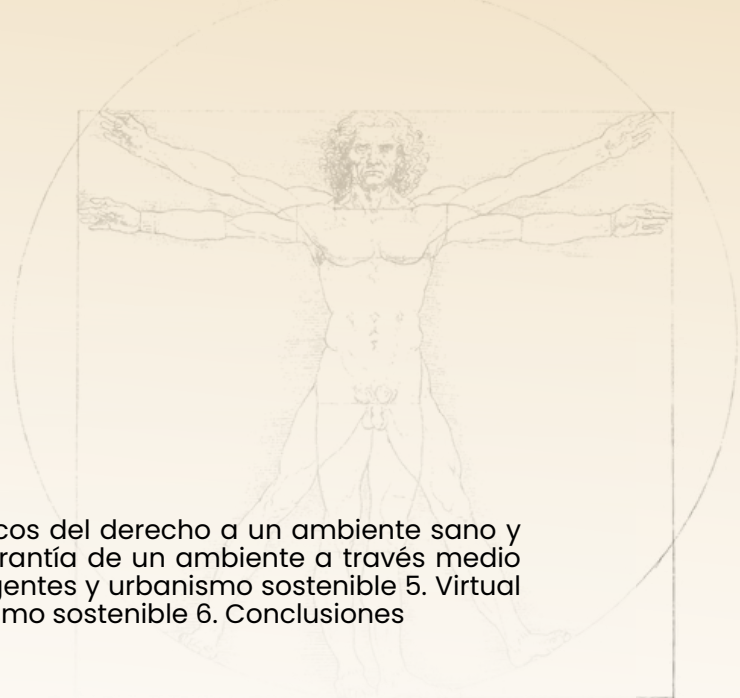 cos del derecho a un ambiente sano y
rantía de un ambiente a través medio
gentes y urbanismo sostenible 5. Virtual
mo sostenible 6. Conclusiones